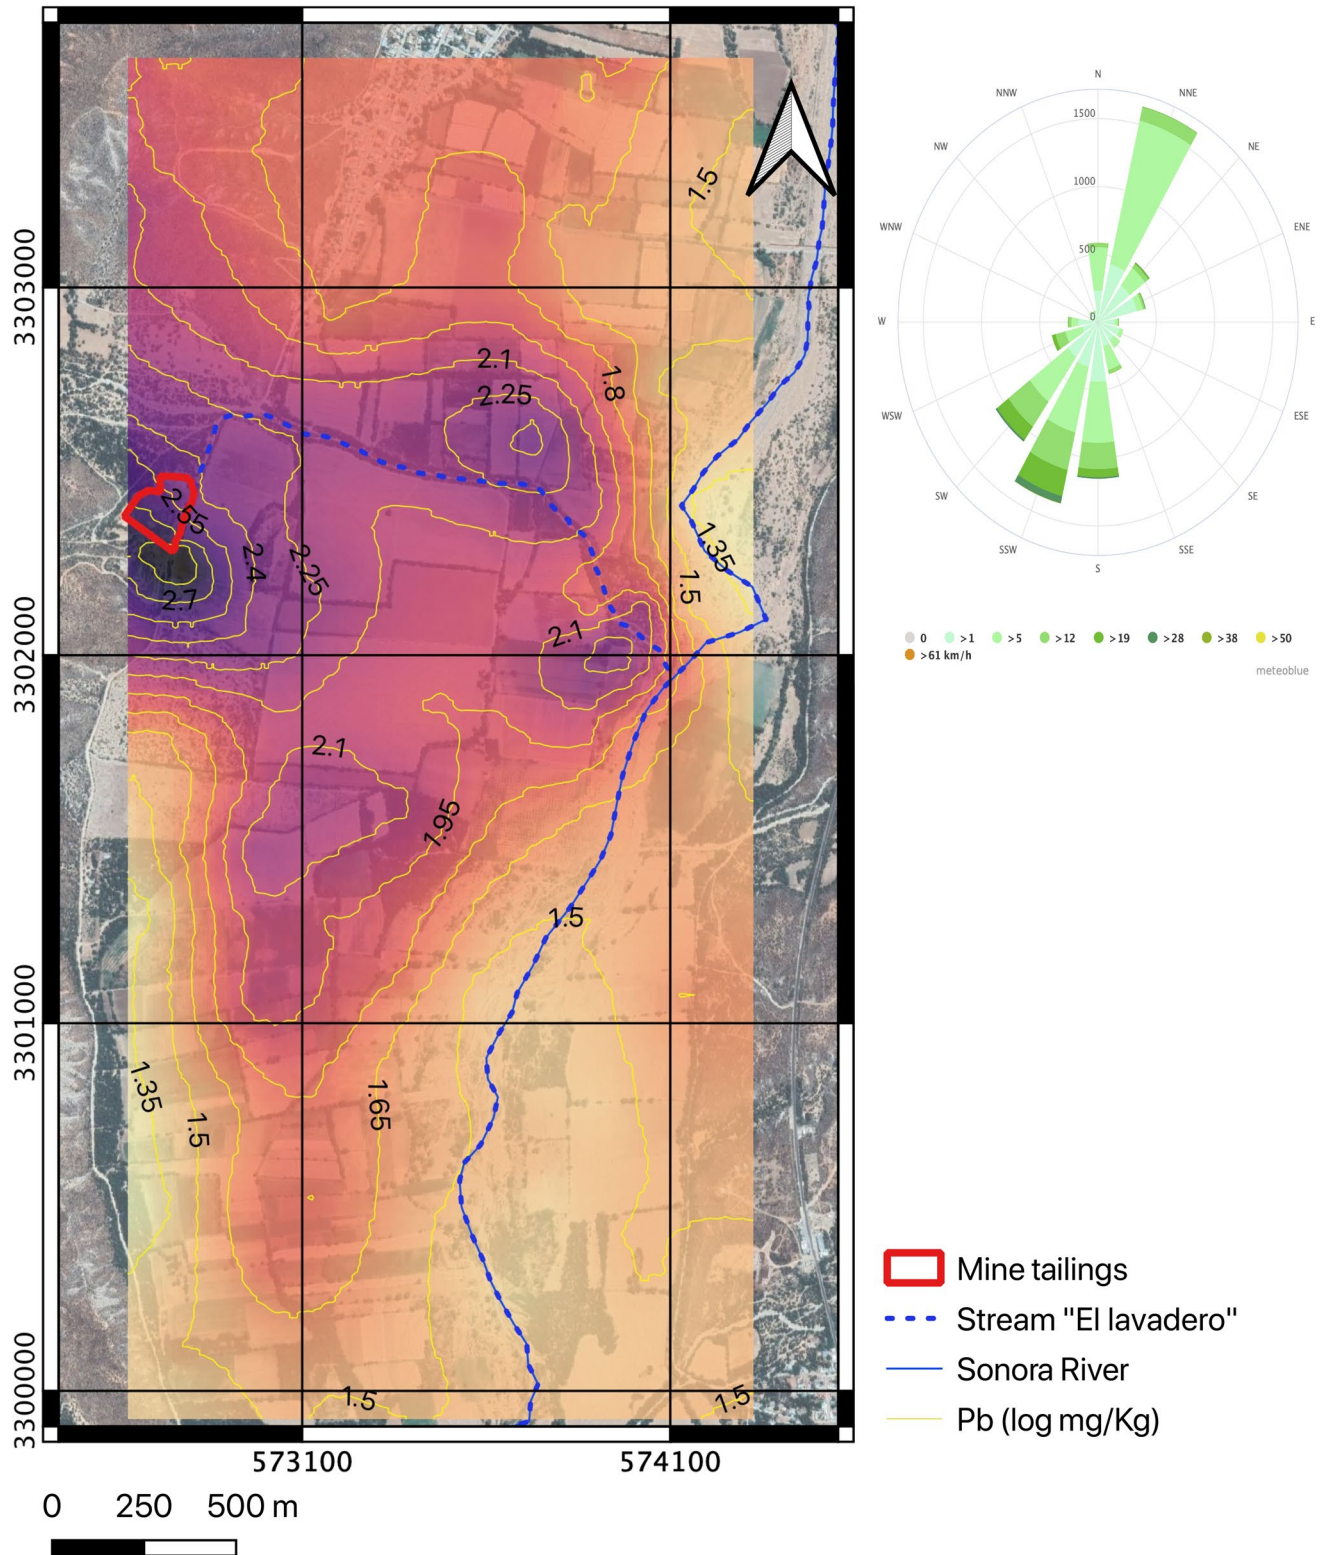 N
NNW
NNE
1500
NW
NE
1000
1.5
WNW
ENE
500
3303000
0
W
E
2.1
2.25
1.8
WSW
ESE
2.55
SW
SE
1.35
2.4
2.25
SSW
SSE
1.5
S
2.7
2.1
3302000
0 >1 >5 >12 >19 >28 >38 >50
>61 km/h
meteoblue
2.1
1.95
1.5
3301000
1.35
1.65
1.5
Mine tailings
Stream "El lavadero"
Sonora River
3300000
1.5
1.5
Pb (log mg/Kg)
573100
574100
0 250 500 m